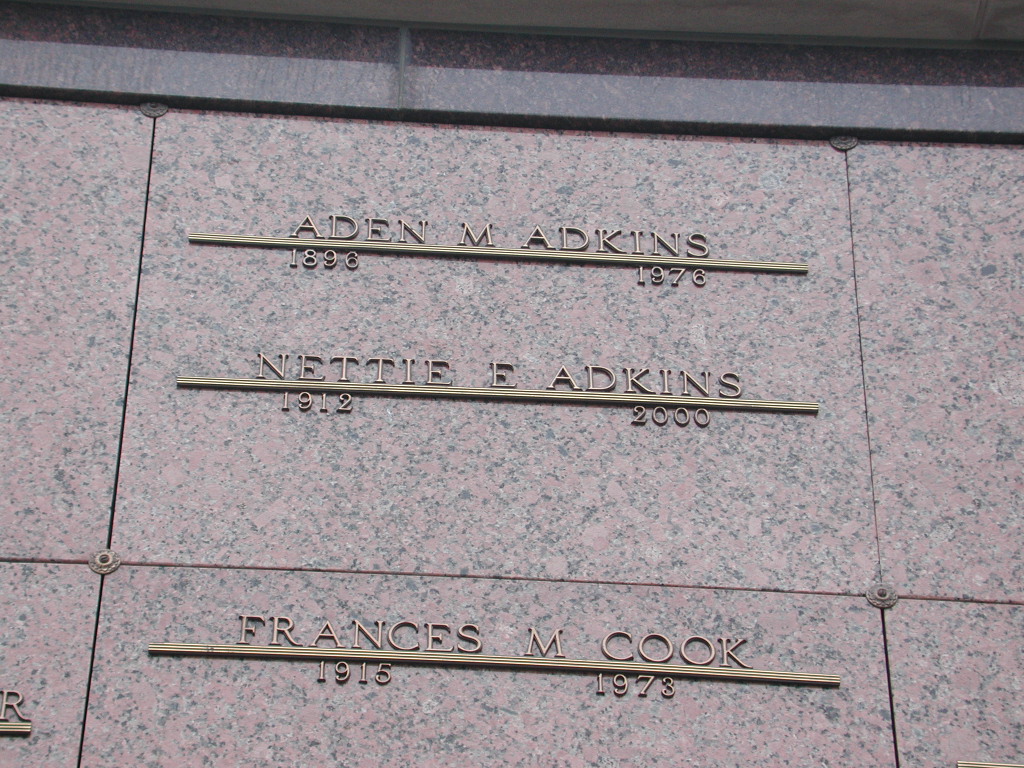 ADEN M ADKINS
1896 1976
NETTIE E ADKINS
1912 2000
FRANCES M COOK
1915 1973
R